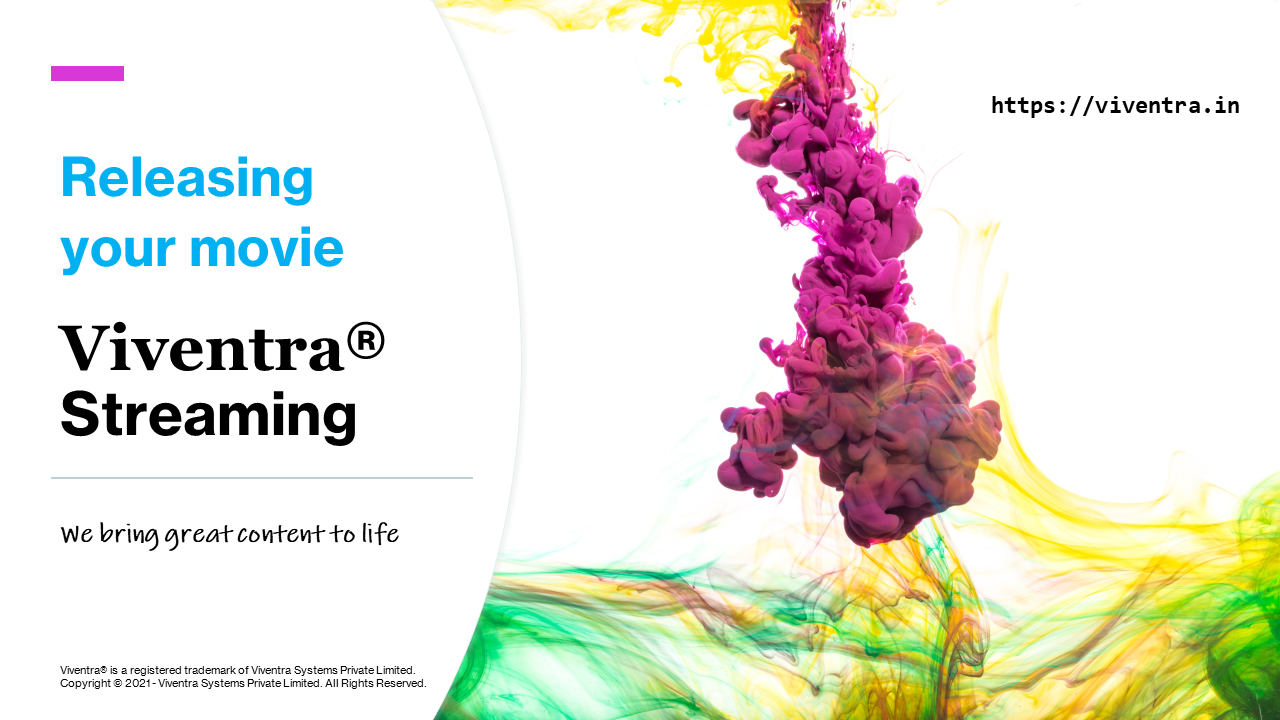 https://viventra.in
Releasing
your movie
Viventra®
Streaming
We bring great content to life
Viventra® is a registered trademark of Viventra Systems Private Limited.
Copyright © 2021 - Viventra Systems Private Limited. All Rights Reserved.